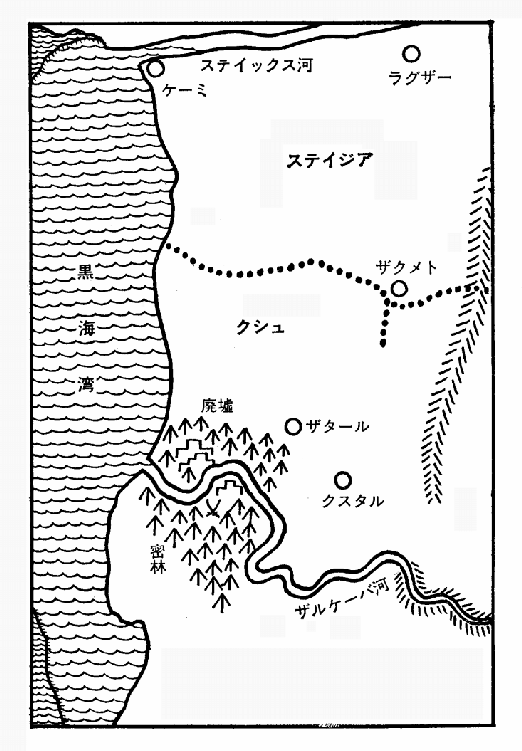 ステイックス河
ラグザー
ケーミ
ステイジア
黒海湾
ザクメト
クシュ
廃墟
ザタール
クスタル
密林
ザルケーバ河